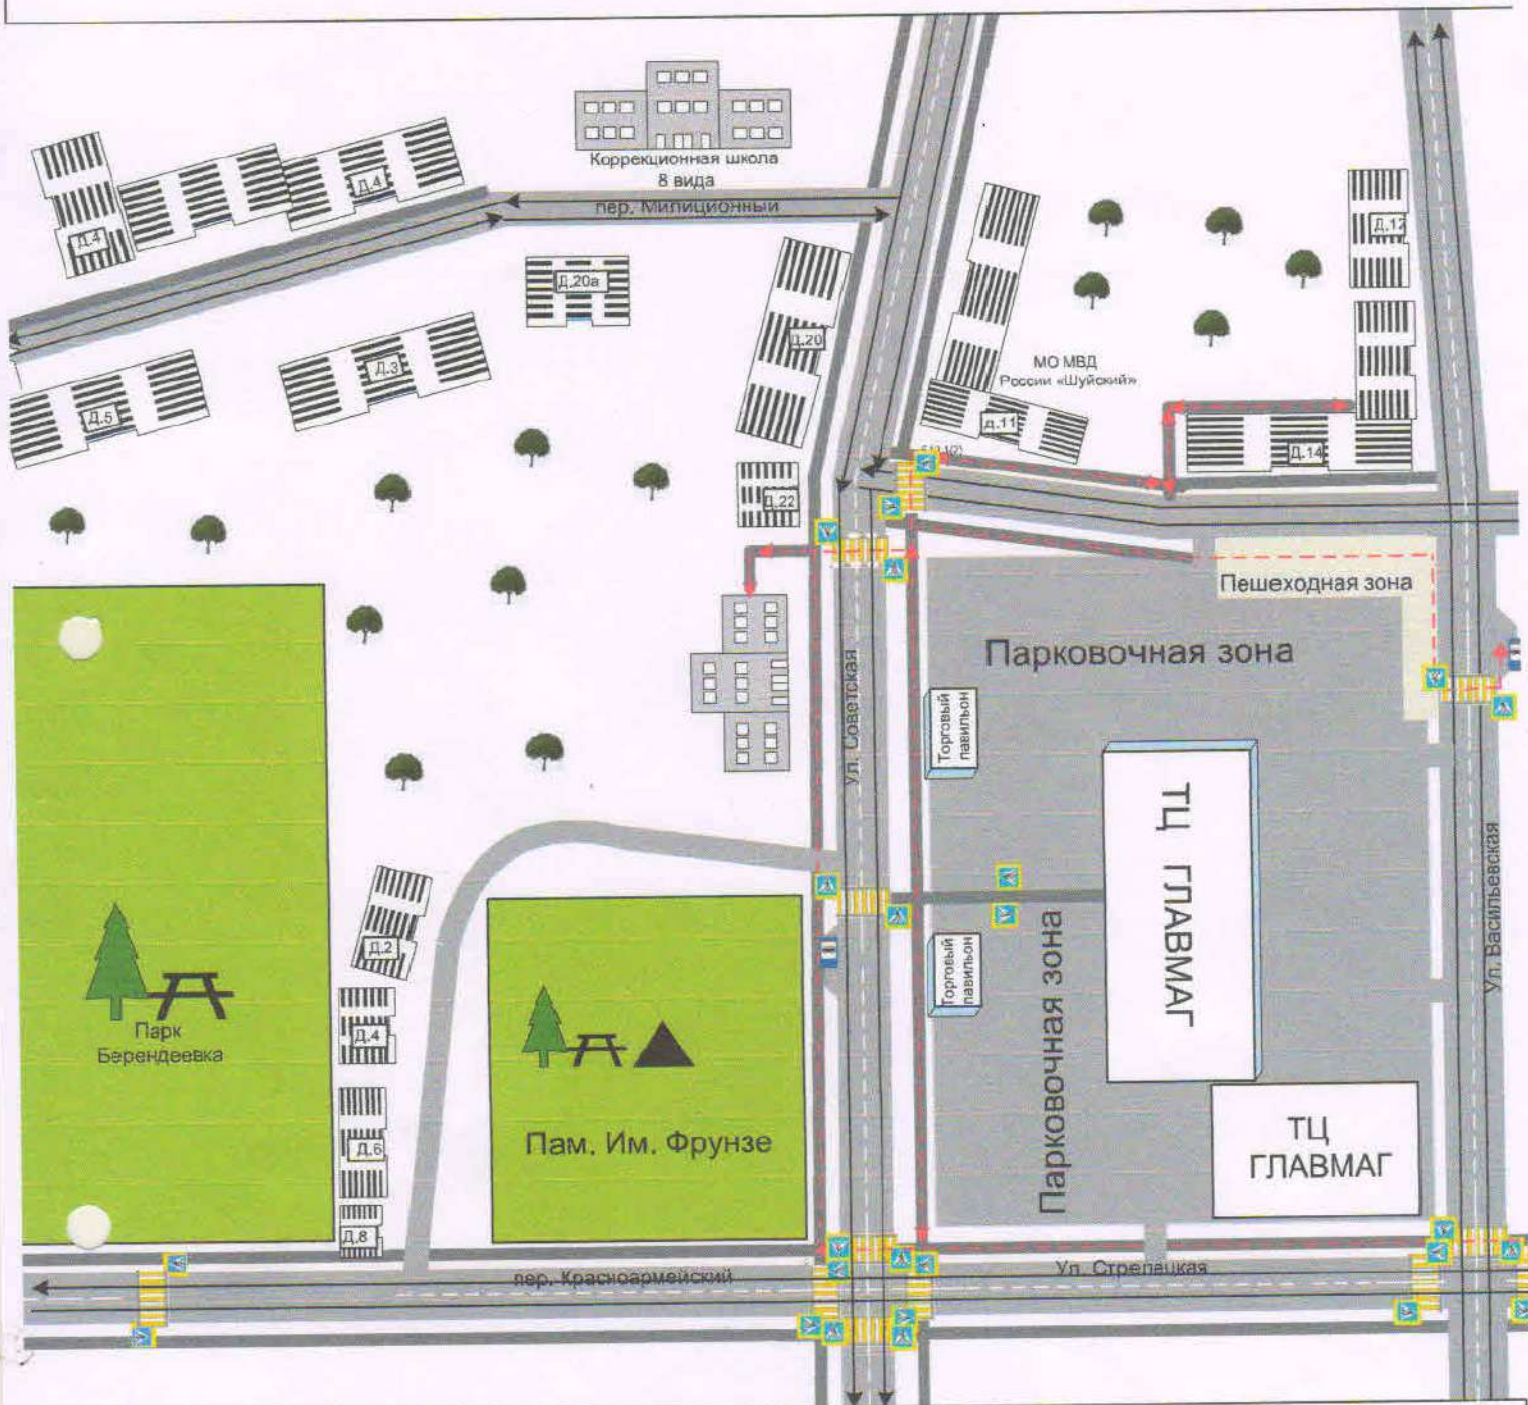 Коррекционная школа
8 вида
пер. Милиционный
Д.4
Д.4
Д.20а
Д.12
Д.20
Д.3
МО МВД
России «Шуйский»
Д.5
д.11
Д.14
Д.22
Пешеходная зона
Парковочная зона
Ул. Советская
Торговый
павильон
ТЦ ГЛАВМАГ
Ул. Васильевская
Д.2
Торговый
павильон
Парковочная зона
Парк
Берендеевка
Д.4
Д.6
Пам. Им. Фрунзе
ТЦ
ГЛАВМАГ
Д.8
пер. Красноармейский
Ул. Стрелецкая